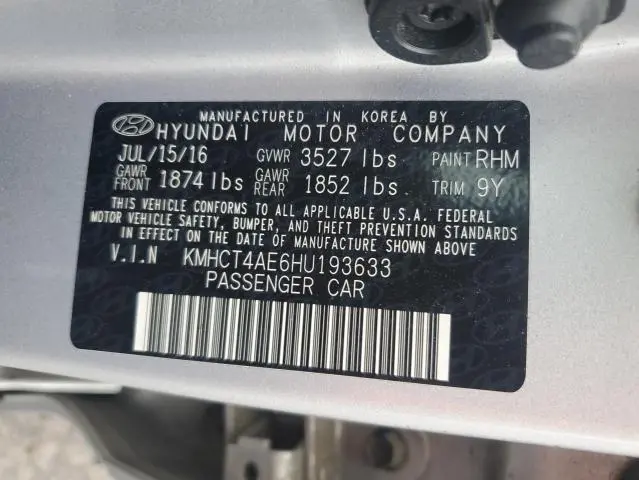 MANUFACTURED IN KOREA BY
HYUNDAI MOTOR COMPANY
JUL/15/16 GVWR 3527 lbs PAINT RHM
GAWR FRONT 1874 lbs GAWR REAR 1852 lbs TRIM 9Y
THIS VEHICLE CONFORMS TO ALL APPLICABLE U.S.A. FEDERAL
MOTOR VEHICLE SAFETY, BUMPER, AND THEFT PREVENTION STANDARDS
IN EFFECT ON THE DATE OF MANUFACTURE SHOWN ABOVE
V.I.N KMHCT4AE6HU193633
PASSENGER CAR